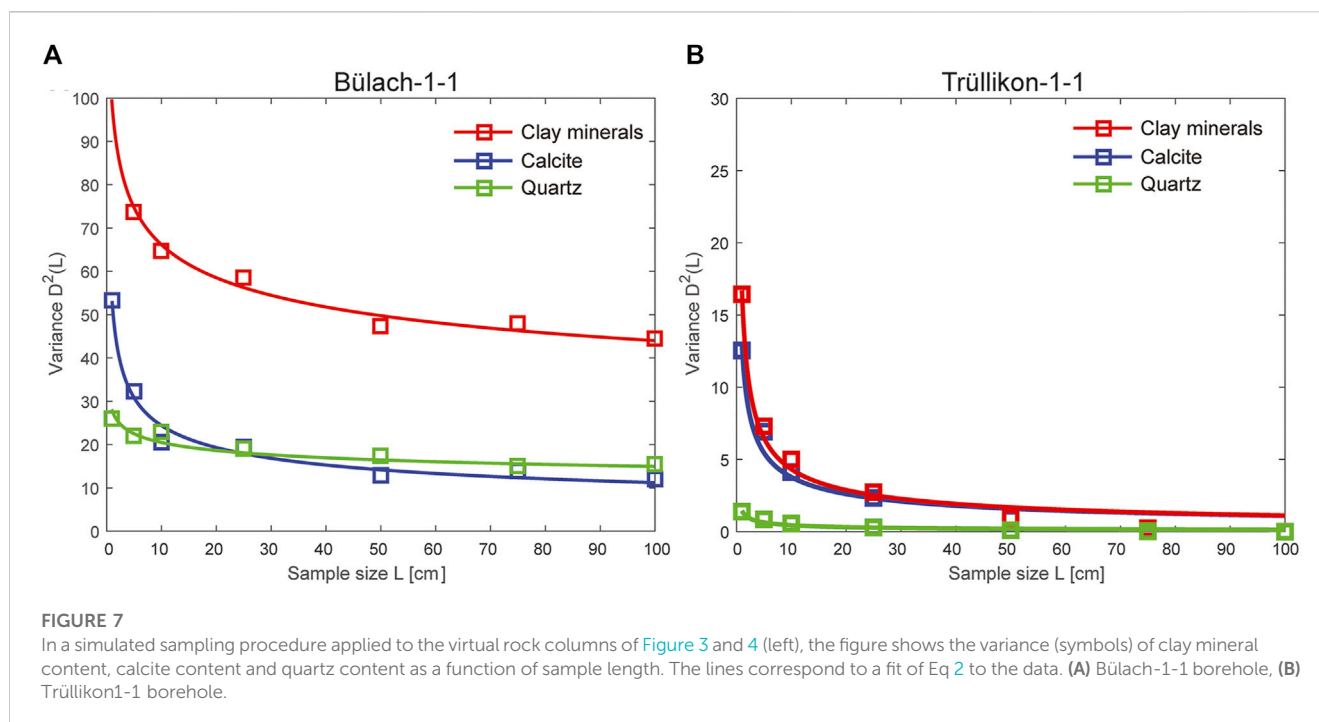 A
Bülach-1-1
100
90
80
70
60
50
40
30
20
10
0
Variance D²(L)
Clay minerals
Calcite
Quartz
0 10 20 30 40 50 60 70 80 90 100
Sample size L [cm]
B
Trüllikon-1-1
30
25
20
15
10
5
0
Variance D²(L)
Clay minerals
Calcite
Quartz
0 10 20 30 40 50 60 70 80 90 100
Sample size L [cm]
FIGURE 7
In a simulated sampling procedure applied to the virtual rock columns of Figure 3 and 4 (left), the figure shows the variance (symbols) of clay mineral
content, calcite content and quartz content as a function of sample length. The lines correspond to a fit of Eq 2 to the data. (A) Bülach-1-1 borehole, (B)
Trüllikon1-1 borehole.